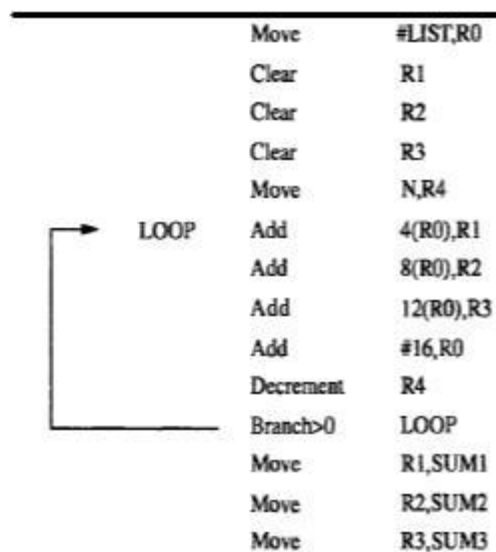 Move #LIST,R0
Clear R1
Clear R2
Clear R3
Move N,R4
LOOP Add 4(R0),R1
Add 8(R0),R2
Add 12(R0),R3
Add #16,R0
Decrement R4
Branch>0 LOOP
Move R1,SUM1
Move R2,SUM2
Move R3,SUM3